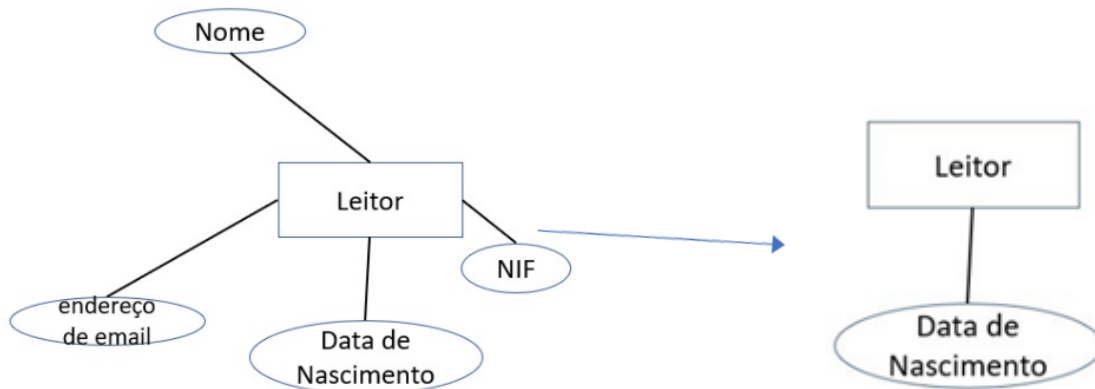 Nome
Leitor
NIF
endereço
de email
Data de
Nascimento
Leitor
Data de
Nascimento